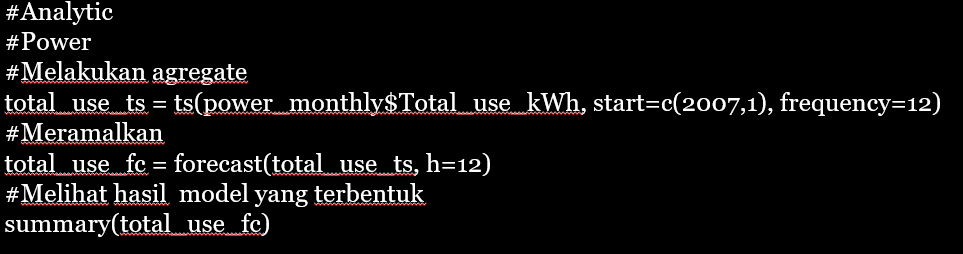 #Analytic
#Power
#Melakukan agregate
total_use_ts = ts(power_monthly$Total_use_kWh, start=c(2007,1), frequency=12)
#Meramalkan
total_use_fc = forecast(total_use_ts, h=12)
#Melihat hasil  model yang terbentuk
summary(total_use_fc)